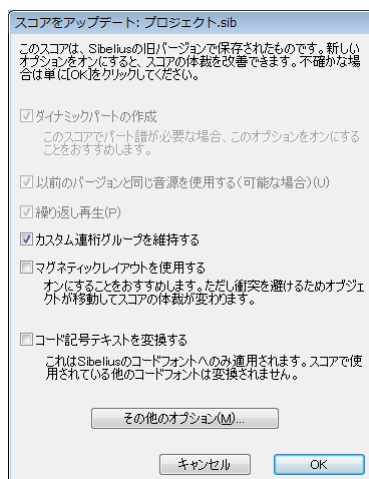 スコアをアップデート: プロジェクト.sib
このスコアは、Sibeliusの旧バージョンで保存されたものです。新しい
オプションをオンにすると、スコアの体裁を改善できます。不確かな場
合は単に[OK]をクリックしてください。
ダイナミックパートの作成
このスコアでパート譜が必要な場合、このオプションをオンにする
ことをおすすめします。
以前のバージョンと同じ音源を使用する(可能な場合)(U)
繰り返し再生(P)
カスタム連桁グループを維持する
マグネティックレイアウトを使用する
オンにすることをおすすめします。ただし衝突を避けるためオブジェ
クトが移動してスコアの体裁が変わります。
コード記号テキストを変換する
これはSibeliusのコードフォントへのみ適用されます。スコアで使
用されている他のコードフォントは変換されません。
その他のオプション(M)...
キャンセル
OK